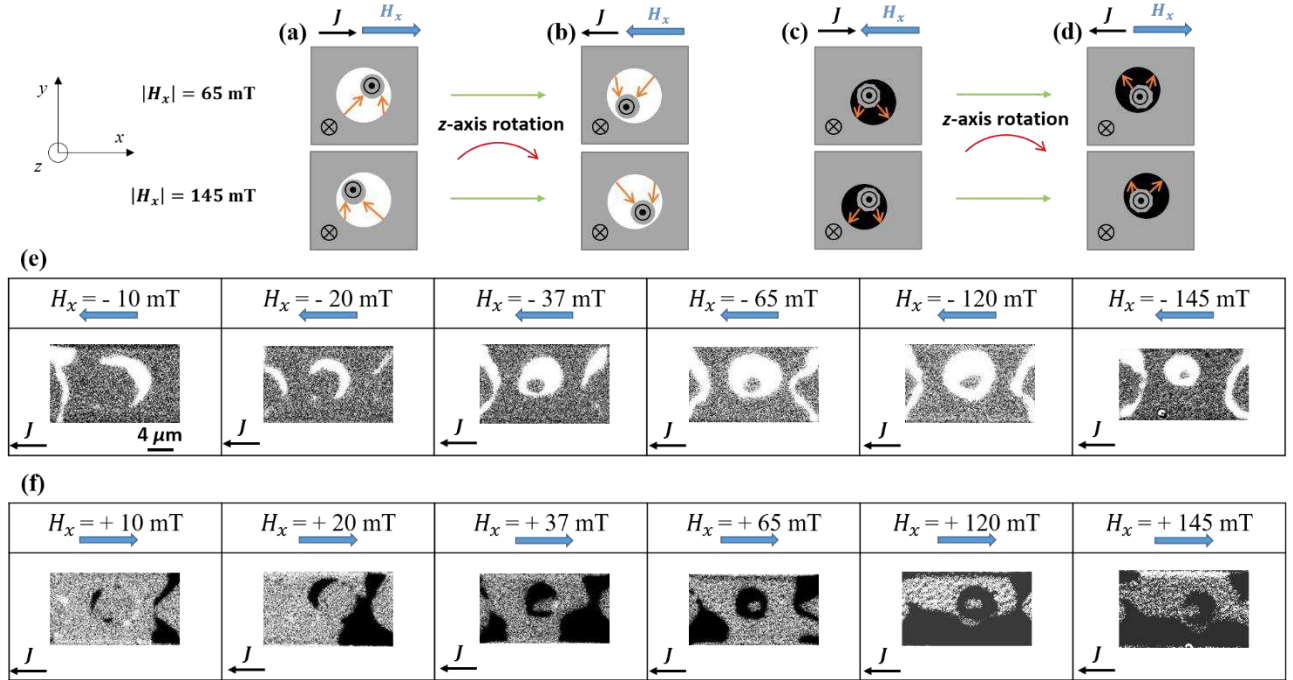 J H_x J H_x J H_x J H_x
(a) (b) (c) (d)
y
x
z
|H_x| = 65 mT
z-axis rotation z-axis rotation
|H_x| = 145 mT
(e)
H_x = - 10 mT H_x = - 20 mT H_x = - 37 mT H_x = - 65 mT H_x = - 120 mT H_x = - 145 mT
J J J J J J
4 μm
(f)
H_x = + 10 mT H_x = + 20 mT H_x = + 37 mT H_x = + 65 mT H_x = + 120 mT H_x = + 145 mT
J J J J J J